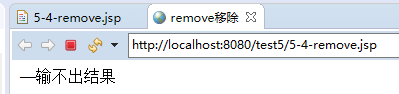 5-4-remove.jsp remove移除
http://localhost:8080/test5/5-4-remove.jsp
一输不出结果